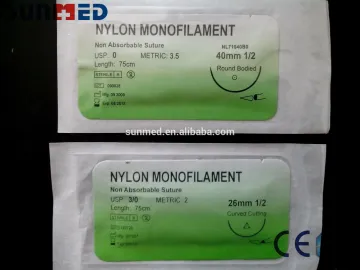 SUNMED
NYLON MONOFILAMENT
Non Absorbable Suture
USP 0 METRIC: 3.5
Length: 75cm
40mm 1/2
Round Bodied
sunmed.en.alibaba.com
NYLON MONOFILAMENT
Non Absorbable Suture
USP 3/0 METRIC: 2
Length: 75cm
26mm 1/2
Curved Cutting
CE